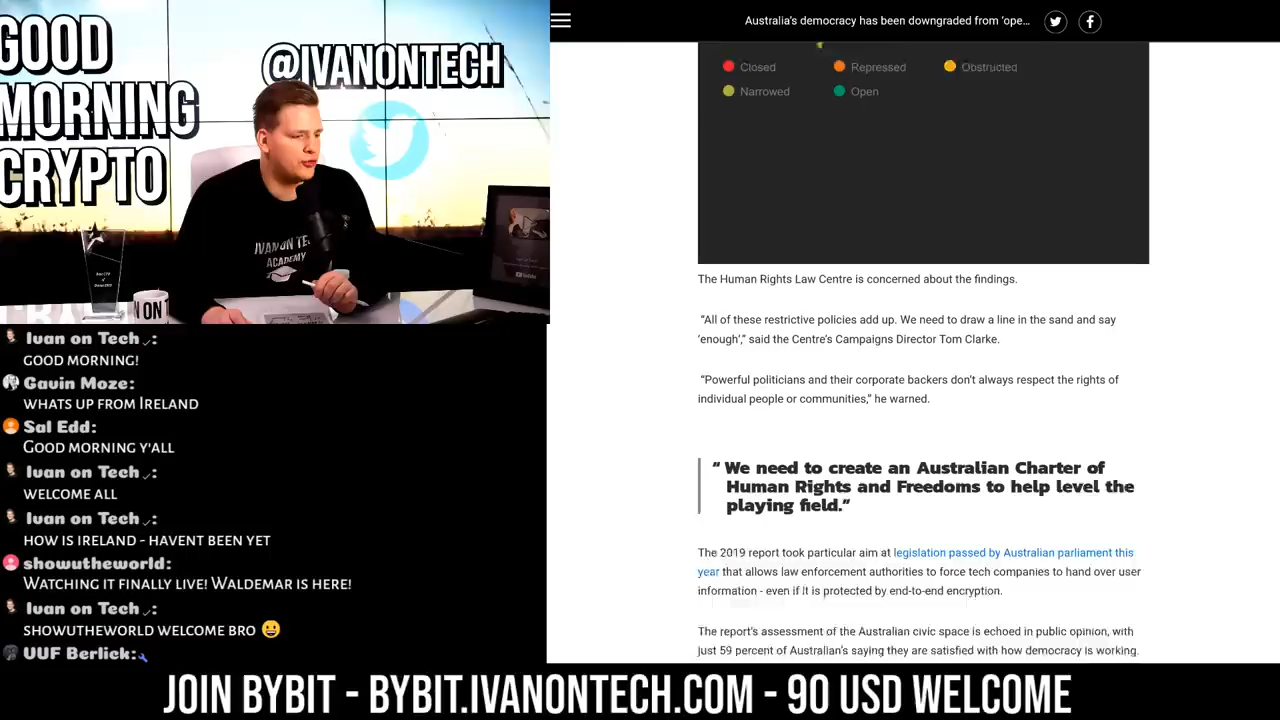 GOOD
MORNING
CRYPTO
@IVANONTECH
IVAN ON TE
ACADEMY
N ON
YouTube
Ivan on Tech :
GOOD MORNING!
Gavin Moze:
WHATS UP FROM IRELAND
Sal Edd:
GOOD MORNING Y'ALL
Ivan on Tech :
WELCOME ALL
Ivan on Tech :
HOW IS IRELAND - HAVENT BEEN YET
showutheworld:
WATCHING IT FINALLY LIVE! WALDEMAR IS HERE!
Ivan on Tech :
SHOWUTHEWORLD WELCOME BRO 😀
UUF Berlick:
Australia's democracy has been downgraded from 'ope...
Closed
Repressed
Obstructed
Narrowed
Open
The Human Rights Law Centre is concerned about the findings.
“All of these restrictive policies add up. We need to draw a line in the sand and say
‘enough’,” said the Centre’s Campaigns Director Tom Clarke.
“Powerful politicians and their corporate backers don’t always respect the rights of
individual people or communities,” he warned.
“ We need to create an Australian Charter of
Human Rights and Freedoms to help level the
playing field.”
The 2019 report took particular aim at legislation passed by Australian parliament this
year that allows law enforcement authorities to force tech companies to hand over user
information - even if it is protected by end-to-end encryption.
The report’s assessment of the Australian civic space is echoed in public opinion, with
just 59 percent of Australian’s saying they are satisfied with how democracy is working.
JOIN BYBIT - BYBIT.IVANONTECH.COM - 90 USD WELCOME